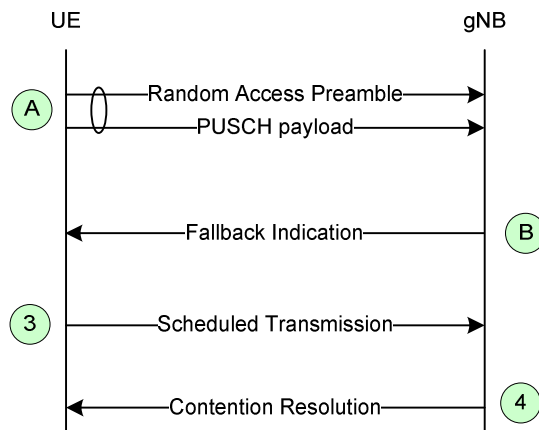 UE
gNB
A
Random Access Preamble
PUSCH payload
Fallback Indication
B
3
Scheduled Transmission
Contention Resolution
4